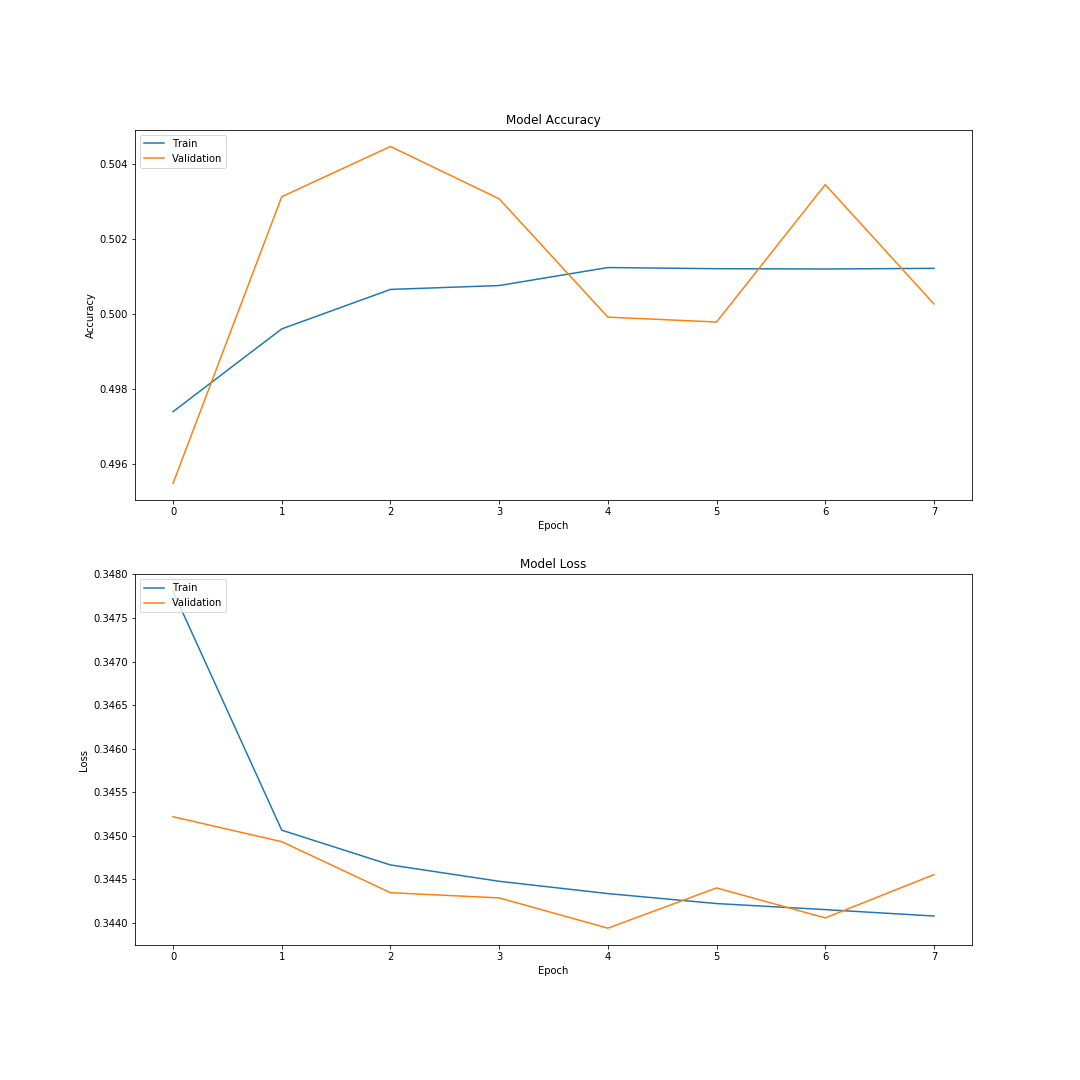 Model Accuracy
Train
Validation
0.504
0.502
0.500
0.498
0.496
Accuracy
0 1 2 3 4 5 6 7
Epoch
Model Loss
Train
Validation
0.3480
0.3475
0.3470
0.3465
0.3460
0.3455
0.3450
0.3445
0.3440
Loss
0 1 2 3 4 5 6 7
Epoch